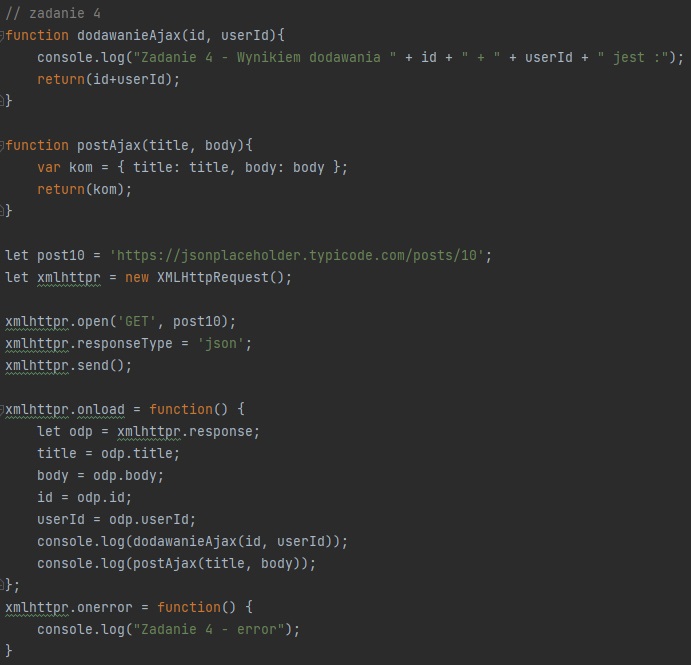 // zadanie 4
function dodawanieAjax(id, userId){
    console.log("Zadanie 4 - Wynikiem dodawania " + id + " + " + userId + " jest :");
    return(id+userId);
}

function postAjax(title, body){
    var kom = { title: title, body: body };
    return(kom);
}

let post10 = 'https://jsonplaceholder.typicode.com/posts/10';
let xmlhttpr = new XMLHttpRequest();

xmlhttpr.open('GET', post10);
xmlhttpr.responseType = 'json';
xmlhttpr.send();

xmlhttpr.onload = function() {
    let odp = xmlhttpr.response;
    title = odp.title;
    body = odp.body;
    id = odp.id;
    userId = odp.userId;
    console.log(dodawanieAjax(id, userId));
    console.log(postAjax(title, body));
};
xmlhttpr.onerror = function() {
    console.log("Zadanie 4 - error");
}